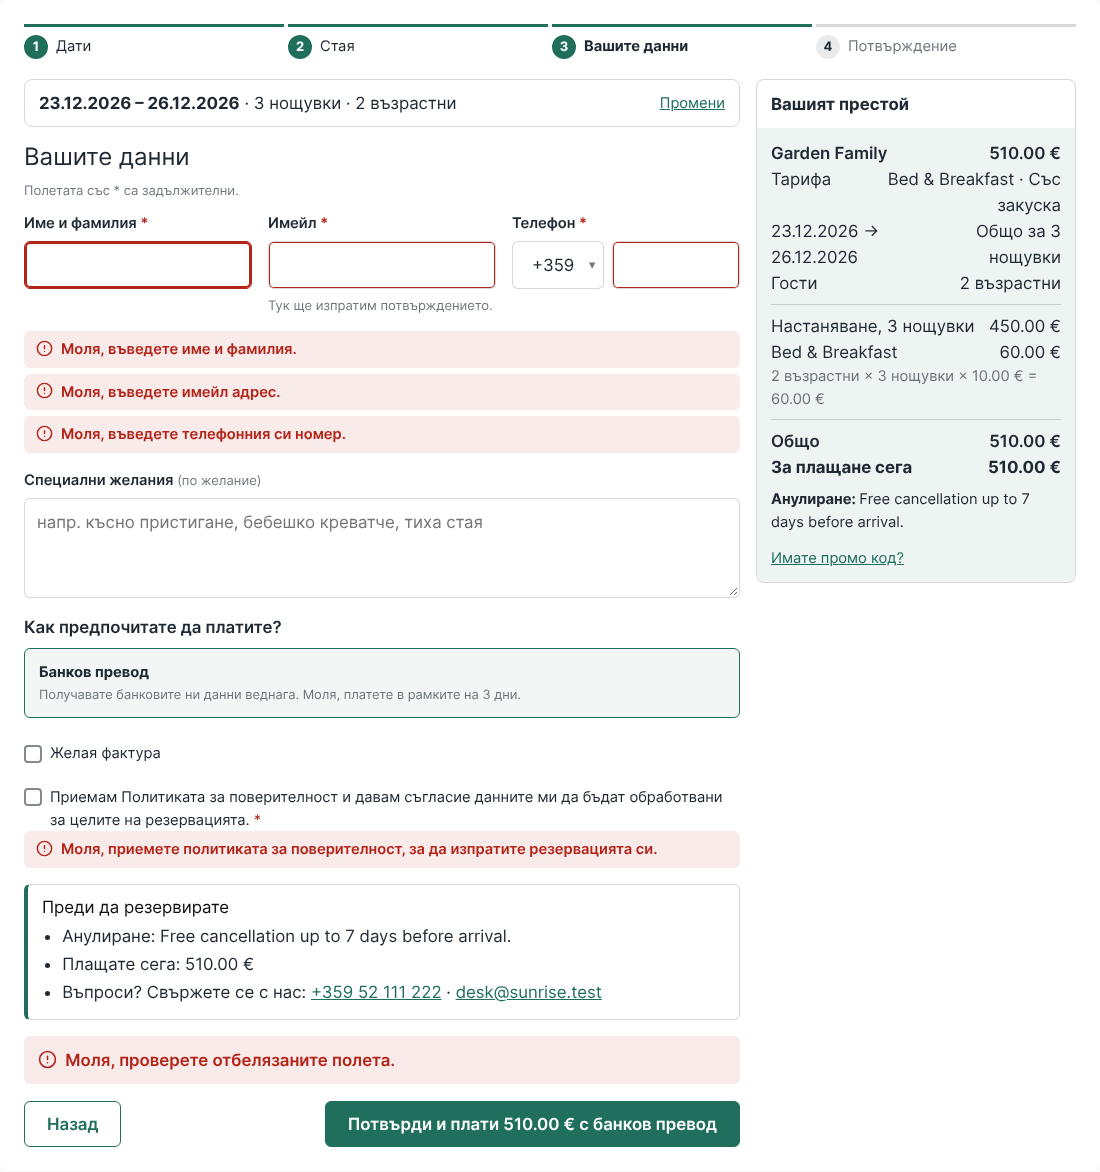 1 Дати
2 Стая
3 Вашите данни
4 Потвърждение
23.12.2026 – 26.12.2026 · 3 нощувки · 2 възрастни
Промени
Вашите данни
Полетата със * са задължителни.
Име и фамилия *
Имейл *
Телефон *
+359
Тук ще изпратим потвърждението.
Моля, въведете име и фамилия.
Моля, въведете имейл адрес.
Моля, въведете телефонния си номер.
Специални желания (по желание)
напр. късно пристигане, бебешко креватче, тиха стая
Как предпочитате да платите?
Банков превод
Получавате банковите ни данни веднага. Моля, платете в рамките на 3 дни.
Желая фактура
Приемам Политиката за поверителност и давам съгласие данните ми да бъдат обработвани
за целите на резервацията. *
Моля, приемете политиката за поверителност, за да изпратите резервацията си.
Преди да резервирате
• Анулиране: Free cancellation up to 7 days before arrival.
• Плащате сега: 510.00 €
• Въпроси? Свържете се с нас: +359 52 111 222 · desk@sunrise.test
Моля, проверете отбелязаните полета.
Назад
Потвърди и плати 510.00 € с банков превод
Вашият престой
Garden Family 510.00 €
Тарифа Bed & Breakfast · Със
закуска
23.12.2026 → Общо за 3
26.12.2026 нощувки
Гости 2 възрастни
Настаняване, 3 нощувки 450.00 €
Bed & Breakfast 60.00 €
2 възрастни × 3 нощувки × 10.00 € =
60.00 €
Общо 510.00 €
За плащане сега 510.00 €
Анулиране: Free cancellation up to 7
days before arrival.
Имате промо код?